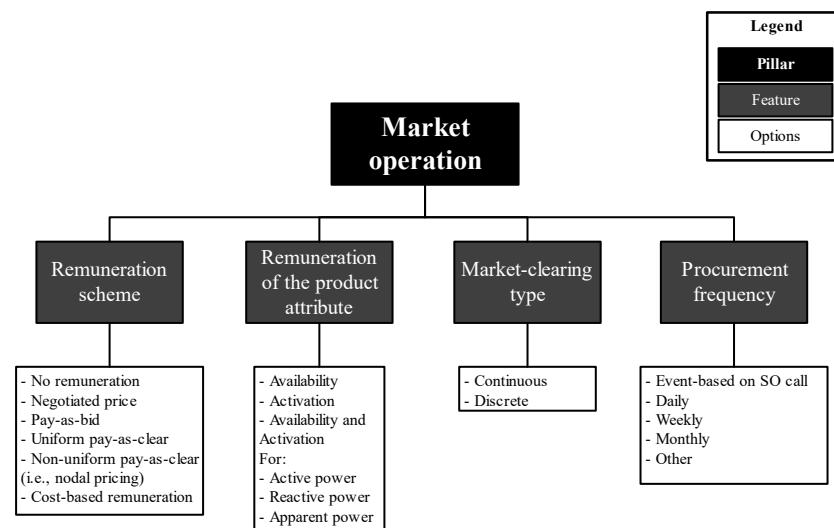 Legend
Pillar
Feature
Options
Market
operation
Remuneration
scheme
Remuneration
of the product
attribute
Market-clearing
type
Procurement
frequency
- No remuneration
- Negotiated price
- Pay-as-bid
- Uniform pay-as-clear
- Non-uniform pay-as-clear
(i.e., nodal pricing)
- Cost-based remuneration
- Availability
- Activation
- Availability and
Activation
For:
- Active power
- Reactive power
- Apparent power
- Continuous
- Discrete
- Event-based on SO call
- Daily
- Weekly
- Monthly
- Other